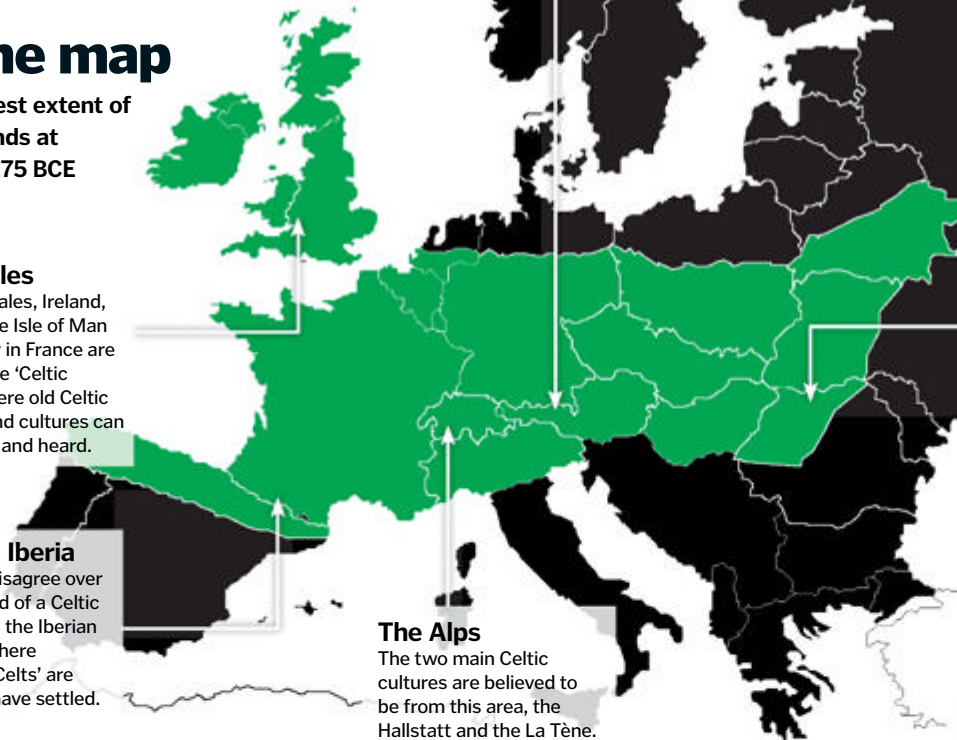 ne map
est extent of
nds at
75 BCE
les
ales, Ireland,
e Isle of Man
in France are
e ‘Celtic
ere old Celtic
nd cultures can
and heard.
Iberia
isagree over
d of a Celtic
the Iberian
here
Celts’ are
have settled.
The Alps
The two main Celtic
cultures are believed to
be from this area, the
Hallstatt and the La Tène.